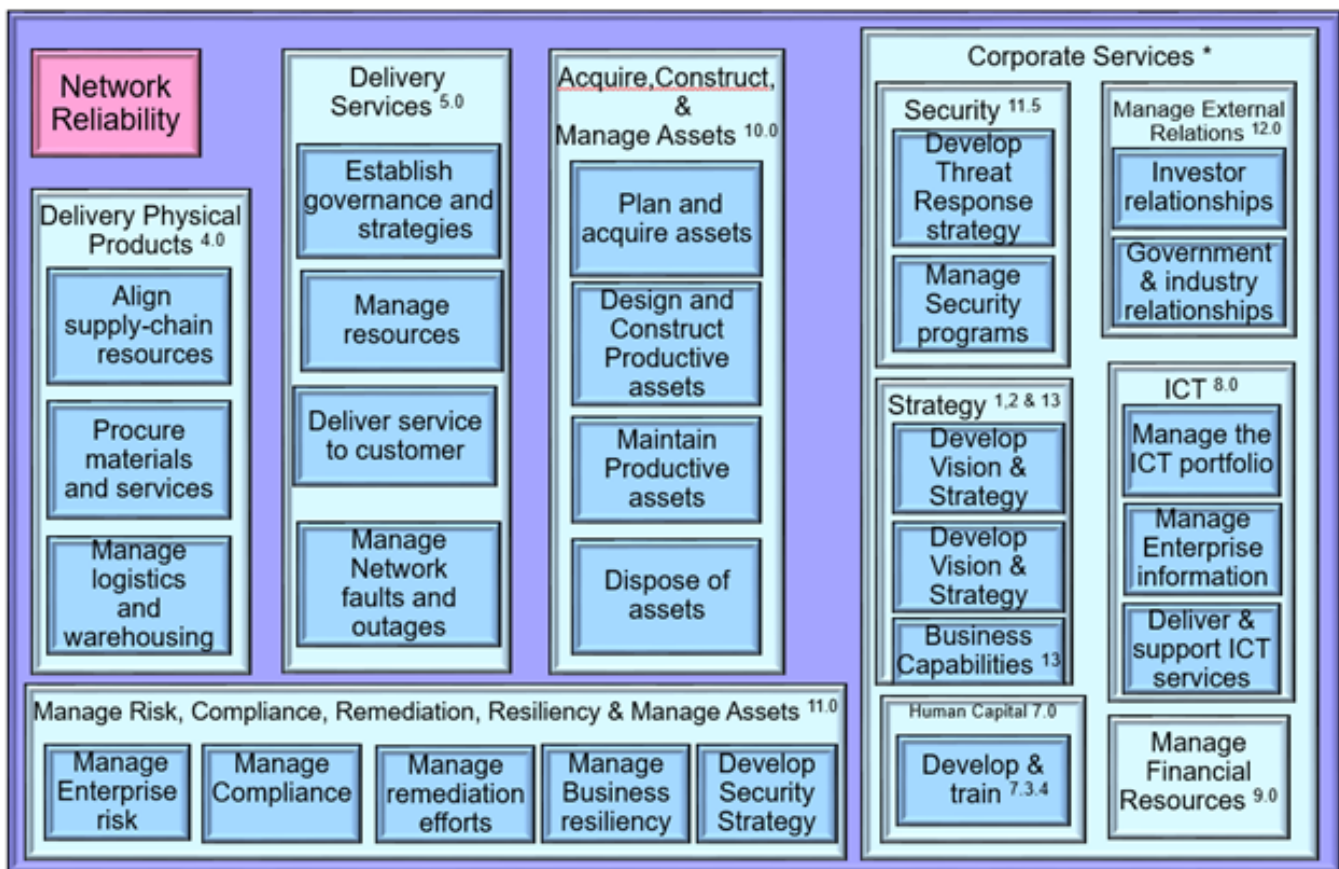 Network
Reliability
Delivery Physical
Products 4.0
Align
supply-chain
resources
Procure
materials
and services
Manage
logistics
and
warehousing
Delivery
Services 5.0
Establish
governance and
strategies
Manage
resources
Deliver service
to customer
Manage
Network
faults and
outages
Acquire,Construct,
&
Manage Assets 10.0
Plan and
acquire assets
Design and
Construct
Productive
assets
Maintain
Productive
assets
Dispose of
assets
Manage Risk, Compliance, Remediation, Resiliency & Manage Assets 11.0
Manage
Enterprise
risk
Manage
Compliance
Manage
remediation
efforts
Manage
Business
resiliency
Develop
Security
Strategy
Corporate Services *
Security 11.5
Develop
Threat
Response
strategy
Manage
Security
programs
Manage External
Relations 12.0
Investor
relationships
Government
& industry
relationships
Strategy 1,2 & 13
Develop
Vision &
Strategy
Develop
Vision &
Strategy
Business
Capabilities 13
ICT 8.0
Manage the
ICT portfolio
Manage
Enterprise
information
Deliver &
support ICT
services
Human Capital 7.0
Develop &
train 7.3.4
Manage
Financial
Resources 9.0